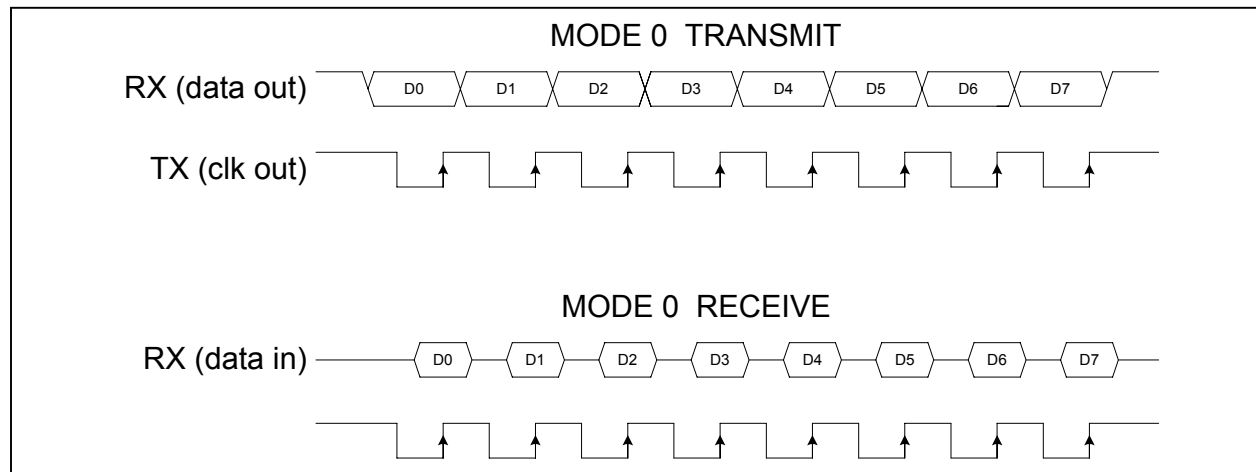 MODE 0 TRANSMIT
RX (data out) D0 D1 D2 D3 D4 D5 D6 D7
TX (clk out)
MODE 0 RECEIVE
RX (data in) D0 D1 D2 D3 D4 D5 D6 D7